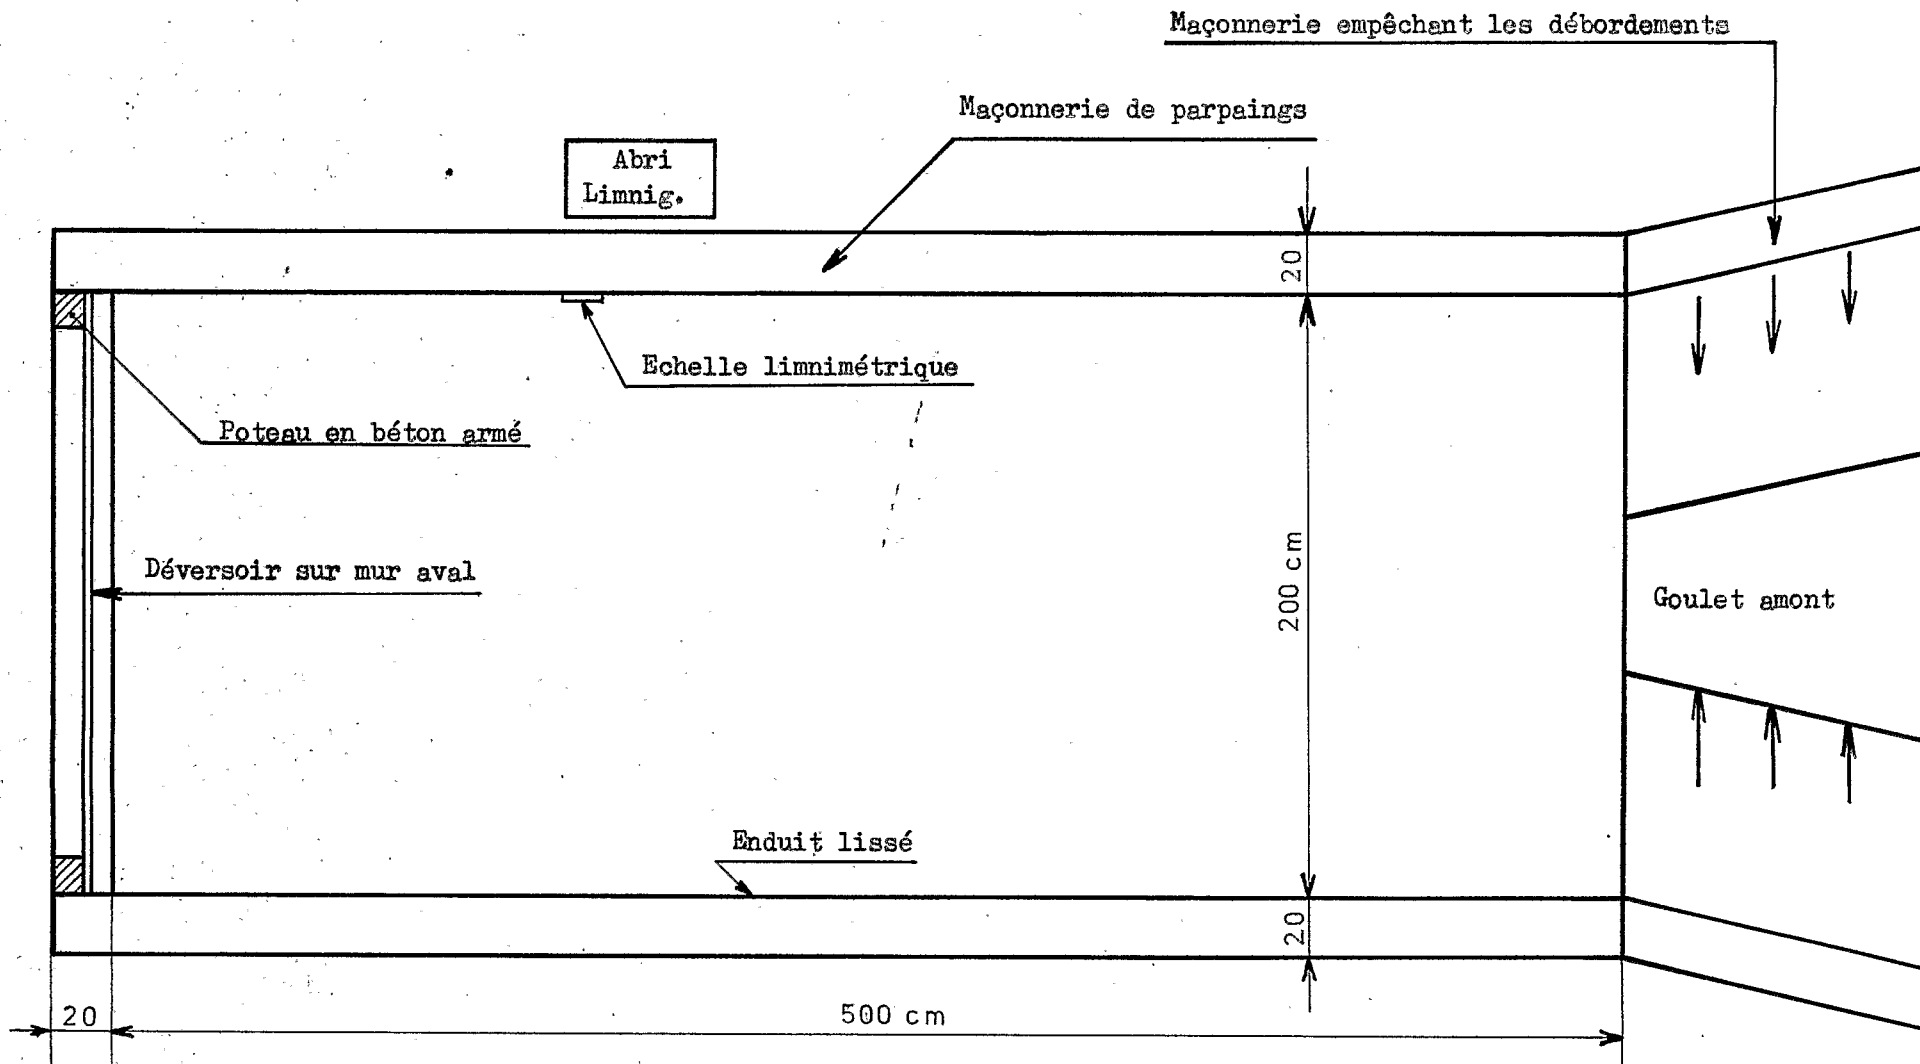 Maçonnerie empêchant les débordements
Maçonnerie de parpaings
Abri
Limnig.
20
Echelle limnimétrique
Poteau en béton armé
Déversoir sur mur aval
200 cm
Goulet amont
Enduit lissé
20
20
500 cm